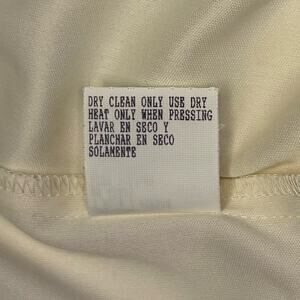 DRY CLEAN ONLY USE DRY
HEAT ONLY WHEN PRESSING
LAVAR EN SECO Y
PLANCHAR EN SECO
SOLAMENTE